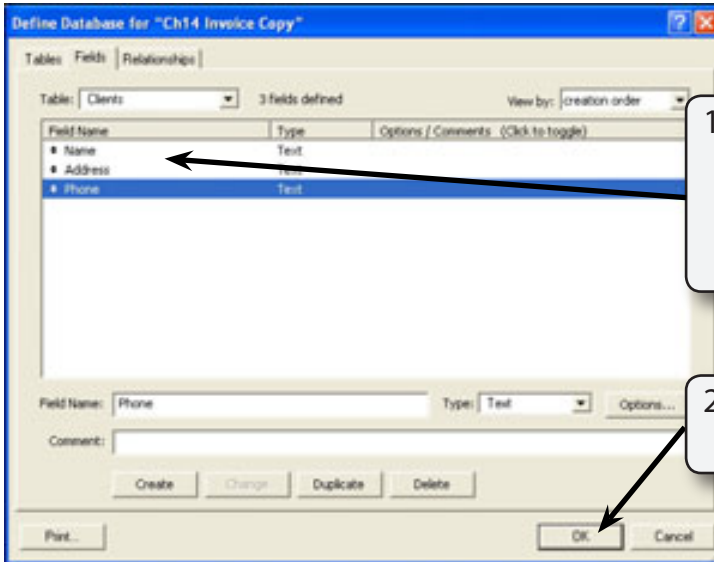 Define Database for "Ch14 Invoice Copy"
Tables Fields Relationships
Table: Clients 3 fields defined View by: creation order
Field Name Type Options / Comments (Click to toggle)
Name Text
Address Text
Phone Text
Field Name: Phone Type: Text Options...
Comment:
Create Change Duplicate Delete
Print... OK Cancel
1
2